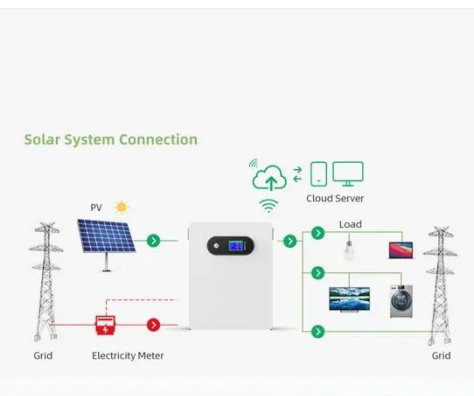 Solar System Connection
Cloud Server
PV
Load
Grid
Electricity Meter
Grid